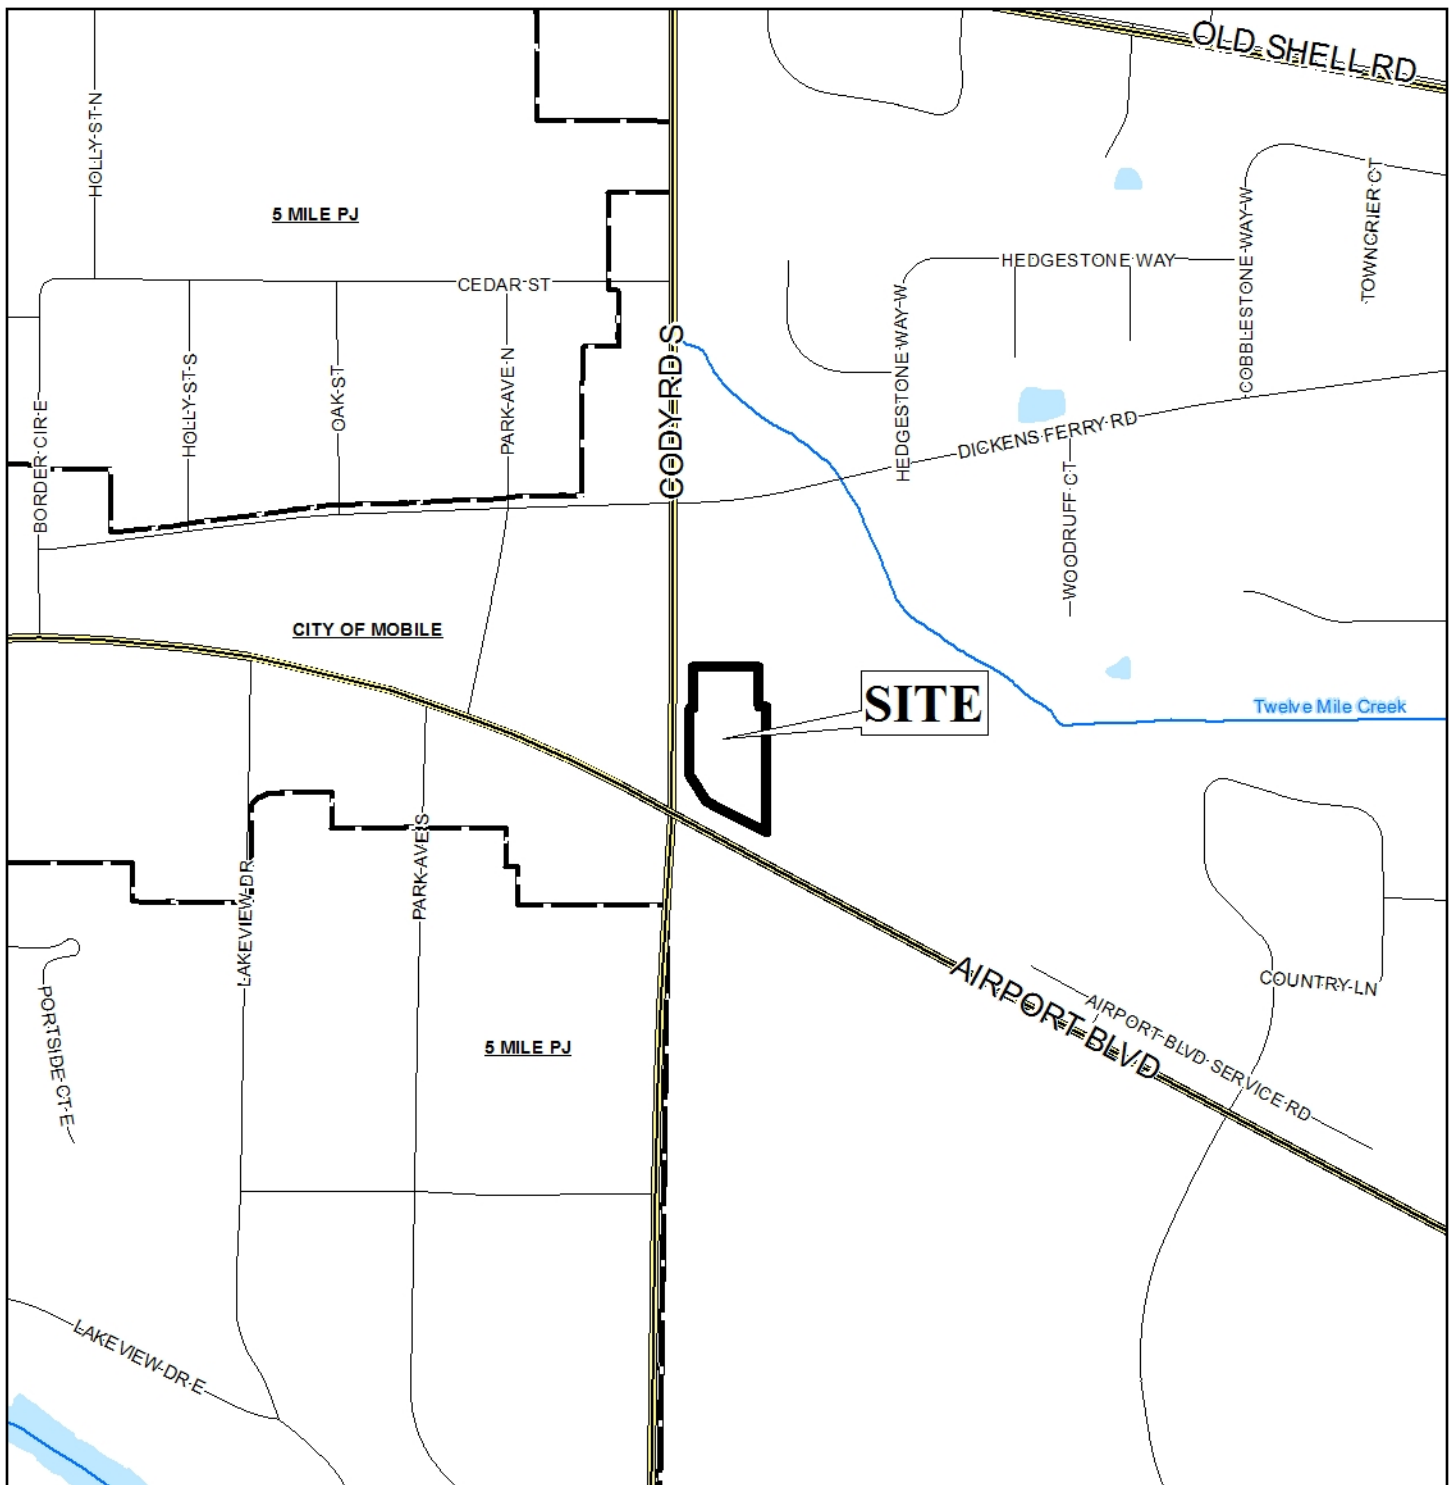 OLD SHELL RD
HOLLY ST N
5 MILE PJ
TOWNCRIER CT
HEDGESTONE WAY
COBBLESTONE WAY W
CEDAR ST
HEDGESTONE WAY W
CODY RD S
HOLLY ST S
OAK ST
PARK AVE N
BORDER CIR E
DICKENS FERRY RD
WOODRUFF CT
CITY OF MOBILE
SITE
Twelve Mile Creek
PARK AVE S
LAKEVIEW DR
AIRPORT BLVD
COUNTRY LN
AIRPORT BLVD SERVICE RD
PORTSIDE CT E
5 MILE PJ
LAKEVIEW DR E